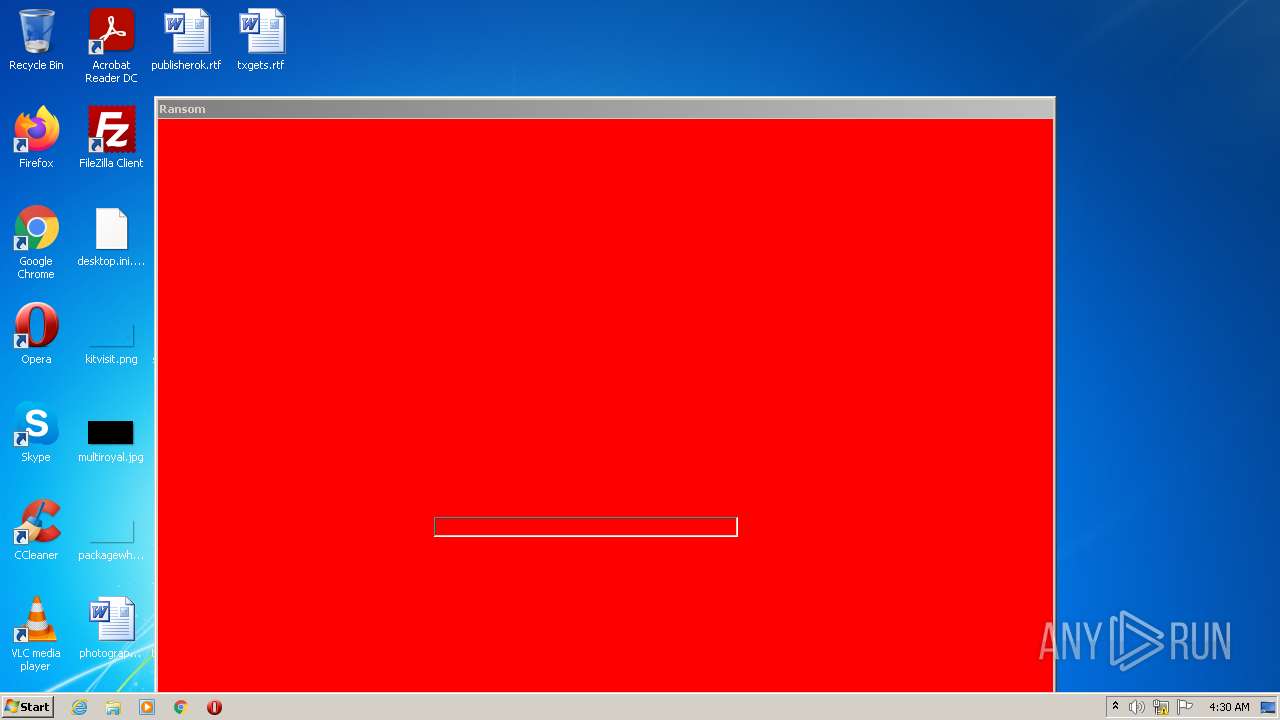 Recycle Bin
Acrobat
Reader DC
publisherok.rtf
txgets.rtf
Ransom
Firefox
FileZilla Client
Google
Chrome
desktop.ini....
Opera
kitvisit.png
Skype
multiroyal.jpg
CCleaner
packagewh...
VLC media
player
photograp...
ANY RUN
Start
4:30 AM